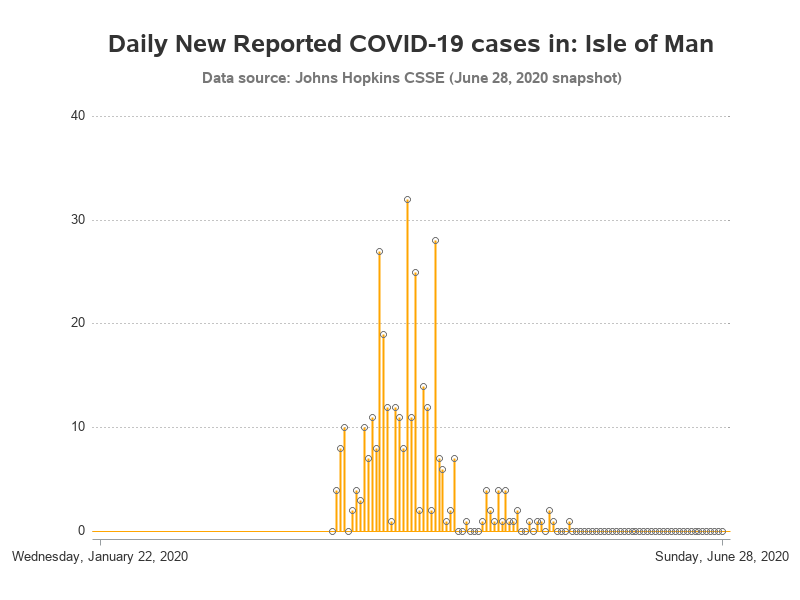 Daily New Reported COVID-19 cases in: Isle of Man
Data source: Johns Hopkins CSSE (June 28, 2020 snapshot)
40
30
20
10
0
Wednesday, January 22, 2020
Sunday, June 28, 2020